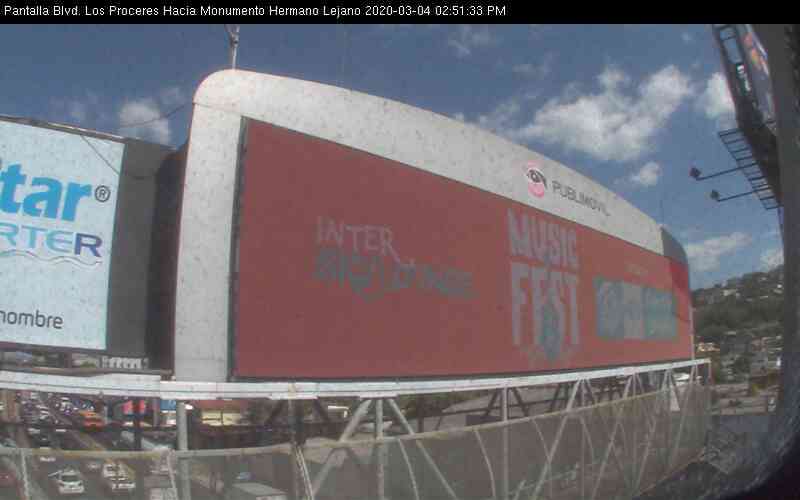 Pantalla Blvd. Los Proceres Hacia Monumento Hermano Lejano 2020-03-04 02:51:33 PM
PUBLIMOVIL
tar®
RTER
nombre
INTER
MUSIC
FEST